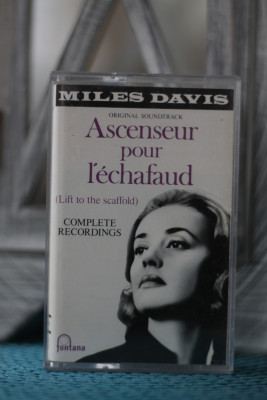 MILES DAVIS
ORIGINAL SOUNDTRACK
Ascenseur
pour
l'échafaud
(Lift to the scaffold)
COMPLETE
RECORDINGS
fontana